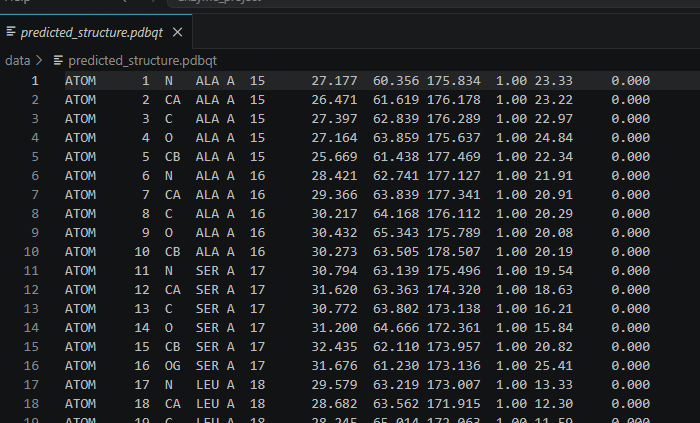 predicted_structure.pdbqt
data > predicted_structure.pdbqt
1 ATOM 1 N ALA A 15 27.177 60.356 175.834 1.00 23.33 0.000
2 ATOM 2 CA ALA A 15 26.471 61.619 176.178 1.00 23.22 0.000
3 ATOM 3 C ALA A 15 27.397 62.839 176.289 1.00 22.97 0.000
4 ATOM 4 O ALA A 15 27.164 63.859 175.637 1.00 24.84 0.000
5 ATOM 5 CB ALA A 15 25.669 61.438 177.469 1.00 22.34 0.000
6 ATOM 6 N ALA A 16 28.421 62.741 177.127 1.00 21.91 0.000
7 ATOM 7 CA ALA A 16 29.366 63.839 177.341 1.00 20.91 0.000
8 ATOM 8 C ALA A 16 30.217 64.168 176.112 1.00 20.29 0.000
9 ATOM 9 O ALA A 16 30.432 65.343 175.789 1.00 20.08 0.000
10 ATOM 10 CB ALA A 16 30.273 63.505 178.507 1.00 20.19 0.000
11 ATOM 11 N SER A 17 30.794 63.139 175.496 1.00 19.54 0.000
12 ATOM 12 CA SER A 17 31.620 63.363 174.320 1.00 18.63 0.000
13 ATOM 13 C SER A 17 30.772 63.802 173.138 1.00 16.21 0.000
14 ATOM 14 O SER A 17 31.200 64.666 172.361 1.00 15.84 0.000
15 ATOM 15 CB SER A 17 32.435 62.110 173.957 1.00 20.82 0.000
16 ATOM 16 OG SER A 17 31.676 61.230 173.136 1.00 25.41 0.000
17 ATOM 17 N LEU A 18 29.579 63.219 173.007 1.00 13.33 0.000
18 ATOM 18 CA LEU A 18 28.682 63.562 171.915 1.00 12.30 0.000